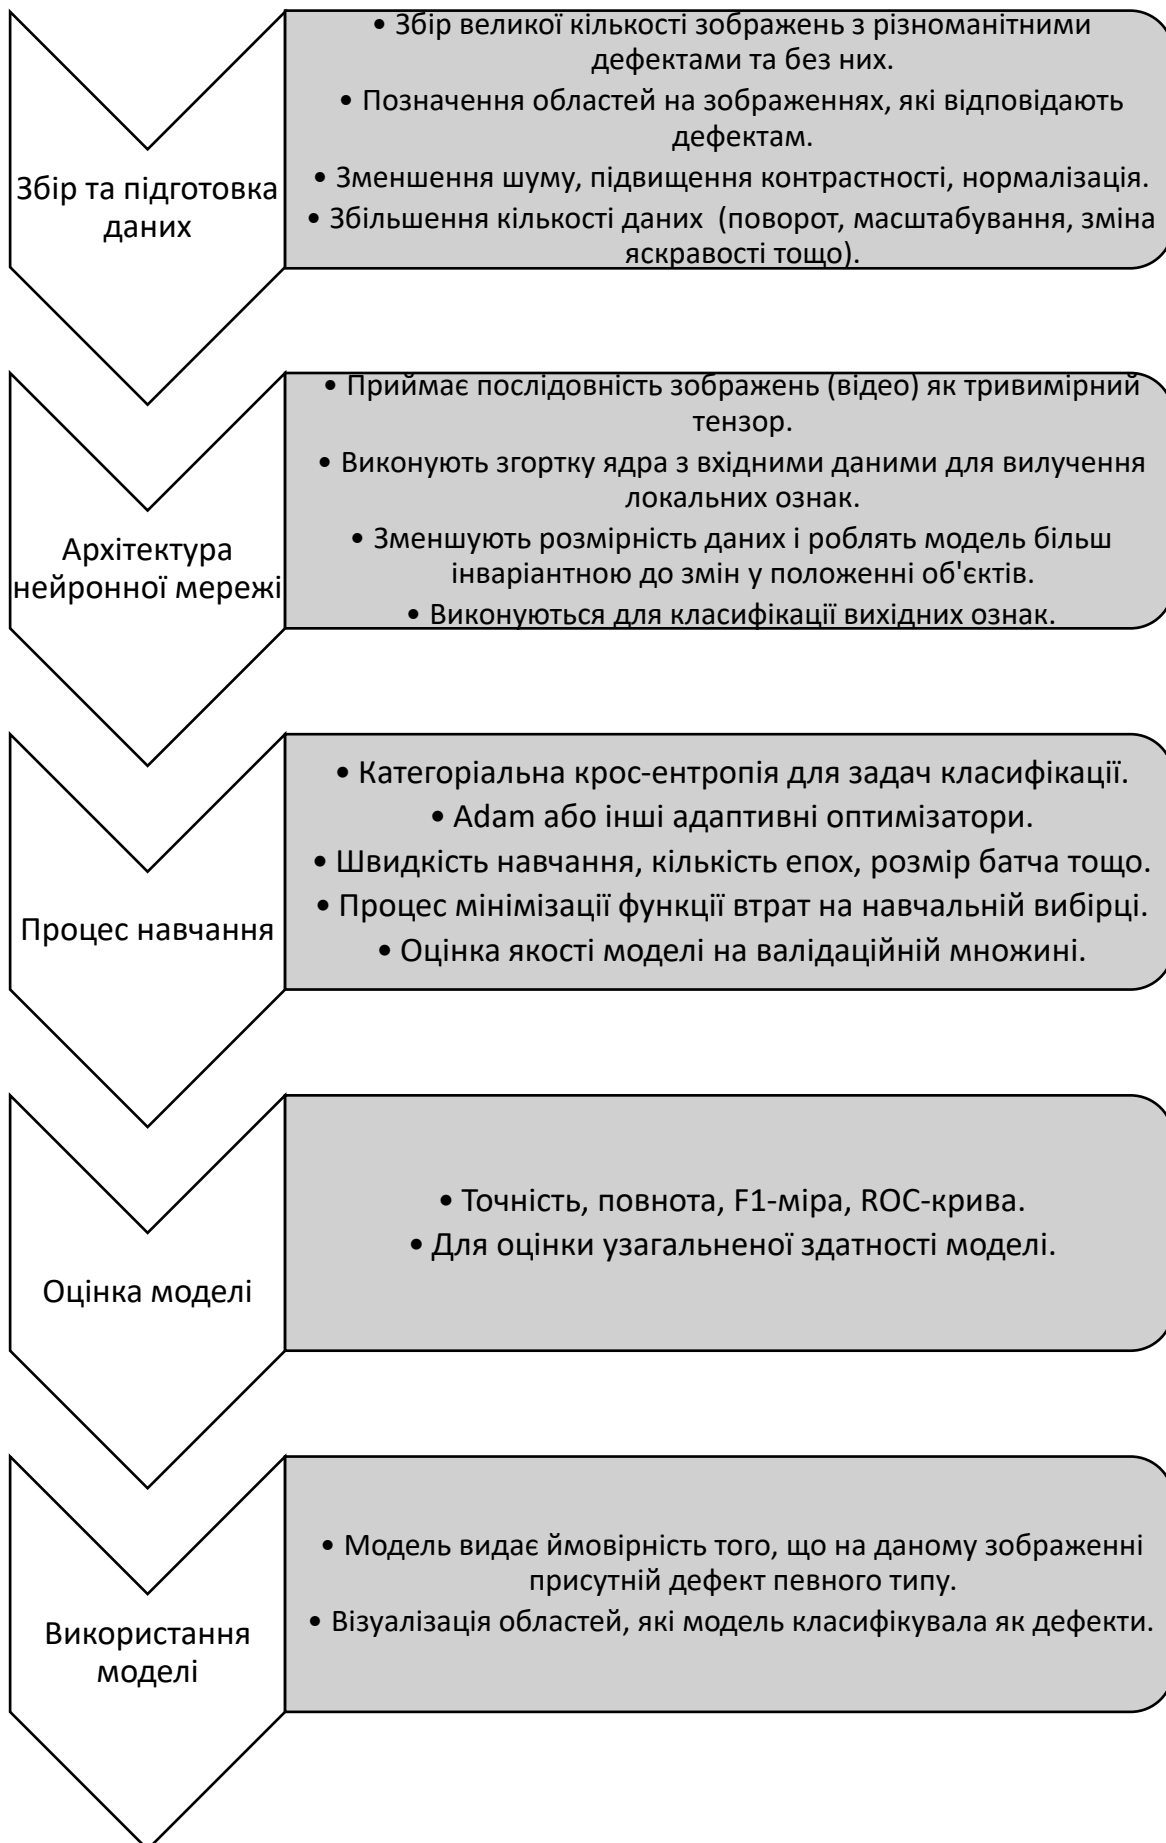 Збір та підготовка
даних
• Збір великої кількості зображень з різноманітними
дефектами та без них.
• Позначення областей на зображеннях, які відповідають
дефектам.
• Зменшення шуму, підвищення контрастності, нормалізація.
• Збільшення кількості даних (поворот, масштабування, зміна
яскравості тощо).
Архітектура
нейронної мережі
• Приймає послідовність зображень (відео) як тривимірний
тензор.
• Виконують згортку ядра з вхідними даними для вилучення
локальних ознак.
• Зменшують розмірність даних і роблять модель більш
інваріантною до змін у положенні об'єктів.
• Виконуються для класифікації вихідних ознак.
Процес навчання
• Категоріальна крос-ентропія для задач класифікації.
• Adam або інші адаптивні оптимізатори.
• Швидкість навчання, кількість епох, розмір батча тощо.
• Процес мінімізації функції втрат на навчальній вибірці.
• Оцінка якості моделі на валідаційній множині.
Оцінка моделі
• Точність, повнота, F1-міра, ROC-крива.
• Для оцінки узагальненої здатності моделі.
Використання
моделі
• Модель видає ймовірність того, що на даному зображенні
присутній дефект певного типу.
• Візуалізація областей, які модель класифікувала як дефекти.